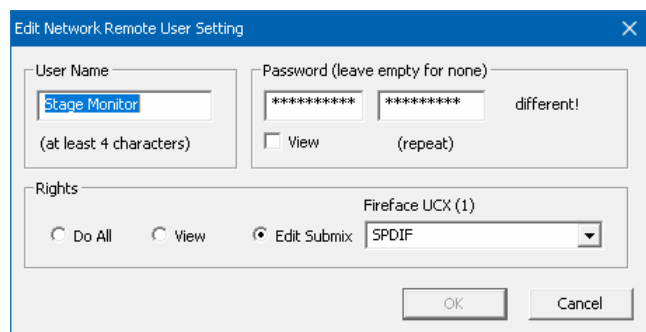 Edit Network Remote User Setting
User Name
Stage Monitor
(at least 4 characters)
Password (leave empty for none)
********** ********* different!
View (repeat)
Rights
Fireface UCX (1)
Do All View Edit Submix SPDIF
OK Cancel